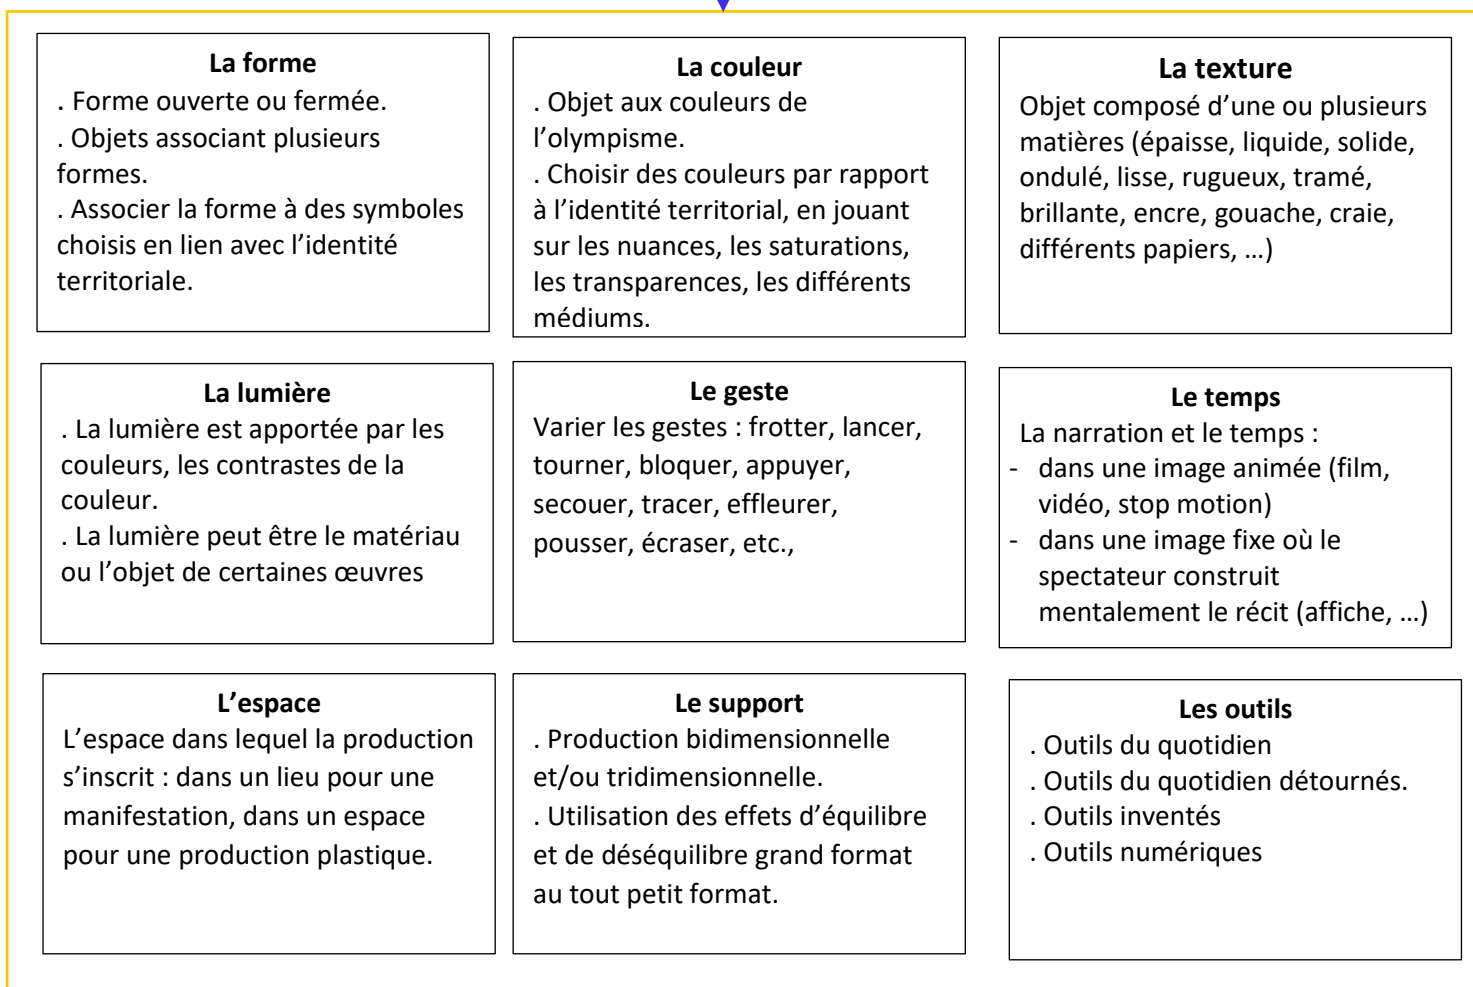 La forme
. Forme ouverte ou fermée.
. Objets associant plusieurs
formes.
. Associer la forme à des symboles
choisis en lien avec l’identité
territoriale.
La couleur
. Objet aux couleurs de
l’olympisme.
. Choisir des couleurs par rapport
à l’identité territorial, en jouant
sur les nuances, les saturations,
les transparences, les différents
médiums.
La texture
Objet composé d’une ou plusieurs
matières (épaisse, liquide, solide,
ondulé, lisse, rugueux, tramé,
brillante, encre, gouache, craie,
différents papiers, …)
La lumière
. La lumière est apportée par les
couleurs, les contrastes de la
couleur.
. La lumière peut être le matériau
ou l’objet de certaines œuvres
Le geste
Varier les gestes : frotter, lancer,
tourner, bloquer, appuyer,
secouer, tracer, effleurer,
pousser, écraser, etc.,
Le temps
La narration et le temps :
- dans une image animée (film,
vidéo, stop motion)
- dans une image fixe où le
spectateur construit
mentalement le récit (affiche, …)
L’espace
L’espace dans lequel la production
s’inscrit : dans un lieu pour une
manifestation, dans un espace
pour une production plastique.
Le support
. Production bidimensionnelle
et/ou tridimensionnelle.
. Utilisation des effets d’équilibre
et de déséquilibre grand format
au tout petit format.
Les outils
. Outils du quotidien
. Outils du quotidien détournés.
. Outils inventés
. Outils numériques